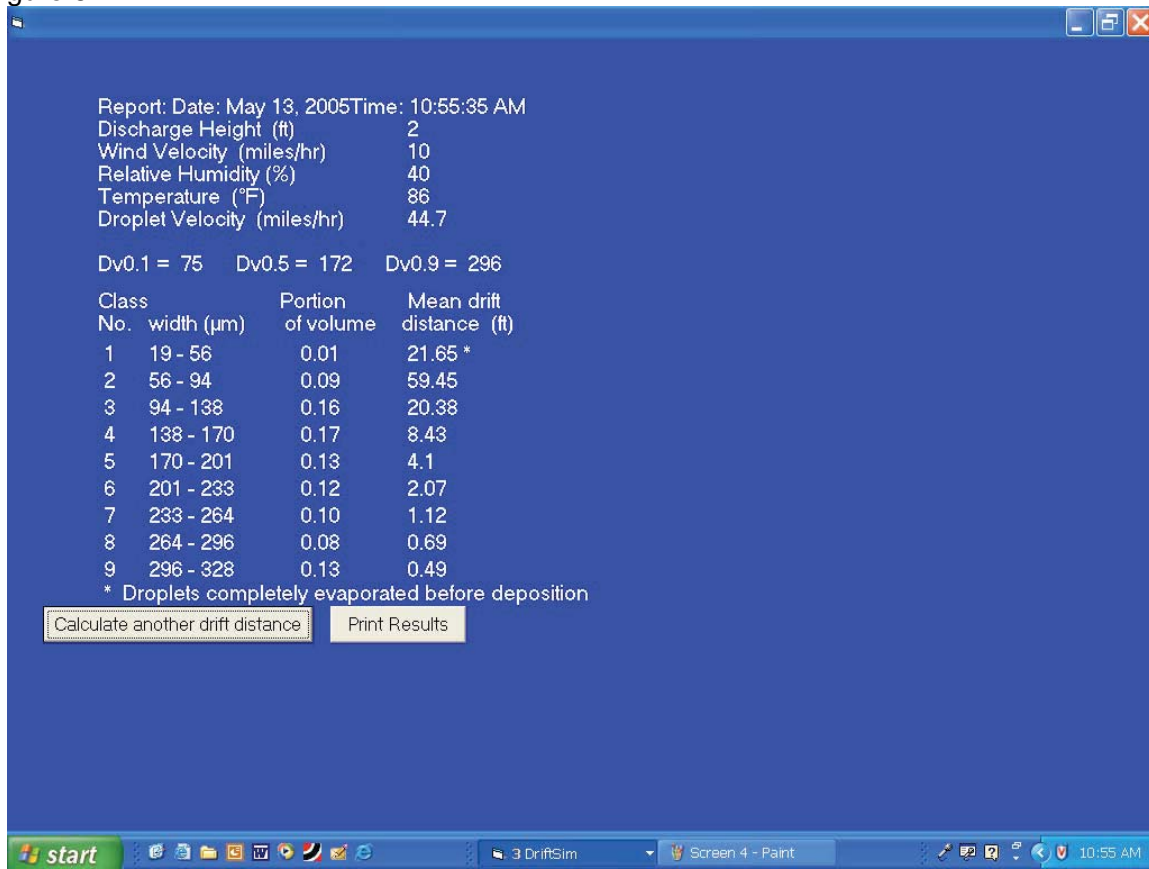 Report: Date: May 13, 2005Time: 10:55:35 AM
Discharge Height (ft) 2
Wind Velocity (miles/hr) 10
Relative Humidity (%) 40
Temperature (°F) 86
Droplet Velocity (miles/hr) 44.7
Dv0.1 = 75 Dv0.5 = 172 Dv0.9 = 296
Class Portion Mean drift
No. width (µm) of volume distance (ft)
1 19 - 56 0.01 21.65 *
2 56 - 94 0.09 59.45
3 94 - 138 0.16 20.38
4 138 - 170 0.17 8.43
5 170 - 201 0.13 4.1
6 201 - 233 0.12 2.07
7 233 - 264 0.10 1.12
8 264 - 296 0.08 0.69
9 296 - 328 0.13 0.49
* Droplets completely evaporated before deposition
Calculate another drift distance Print Results
start 3 DriftSim Screen 4 - Paint 10:55 AM